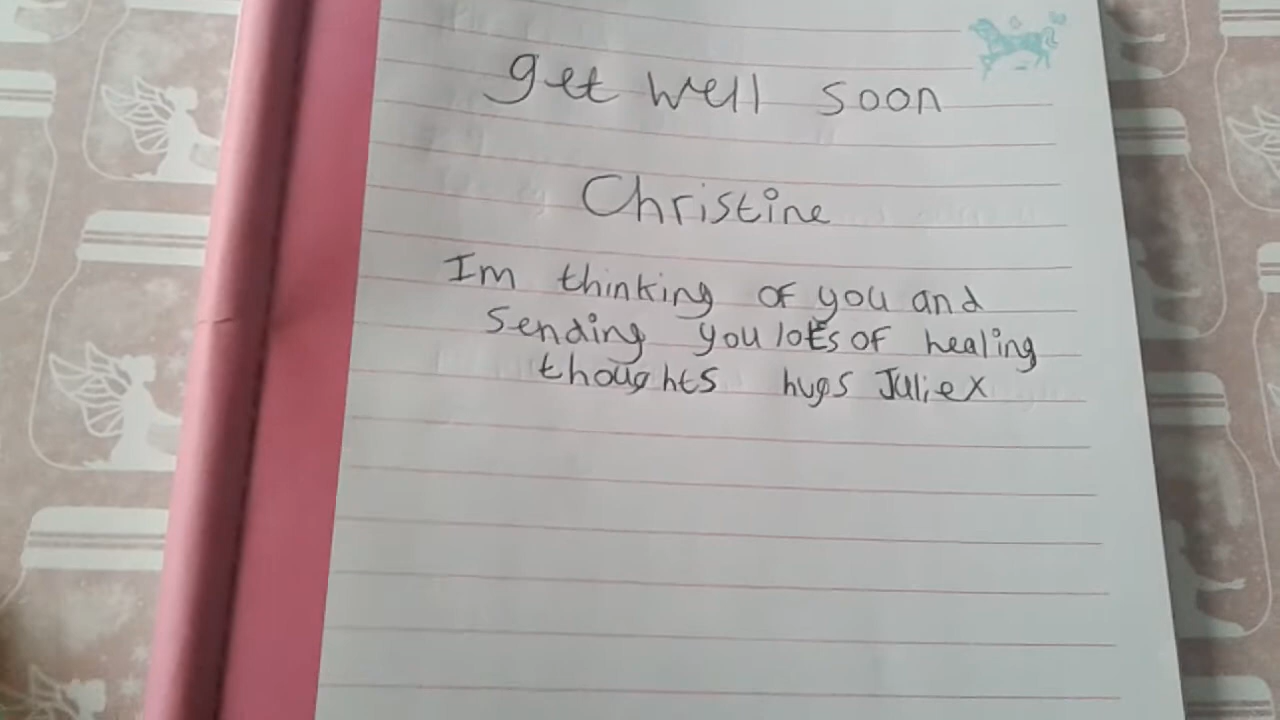 get well soon
Christine
Im thinking of you and
sending you lots of healing
thoughts hugs Julie x